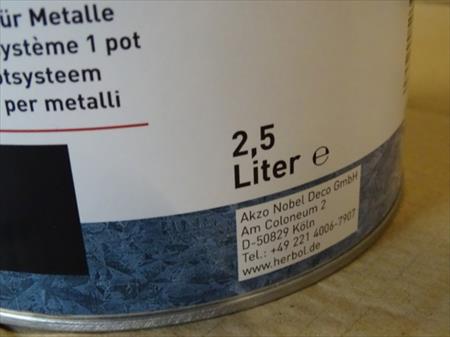 ür Metalle
ystème 1 pot
otsysteem
per metalli
2,5
Liter ℮
Akzo Nobel Deco GmbH
Am Coloneum 2
D-50829 Köln
Tel.: +49 221 4006-7907
www.herbol.de